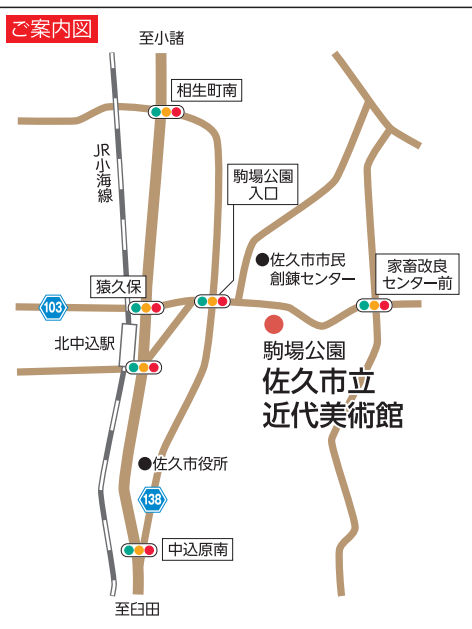 ご案内図
至小諸
相生町南
JR小海線
駒場公園
入口
佐久市市民
創錬センター
家畜改良
センター前
猿久保
103
北中込駅
駒場公園
佐久市立
近代美術館
佐久市役所
138
中込原南
至臼田